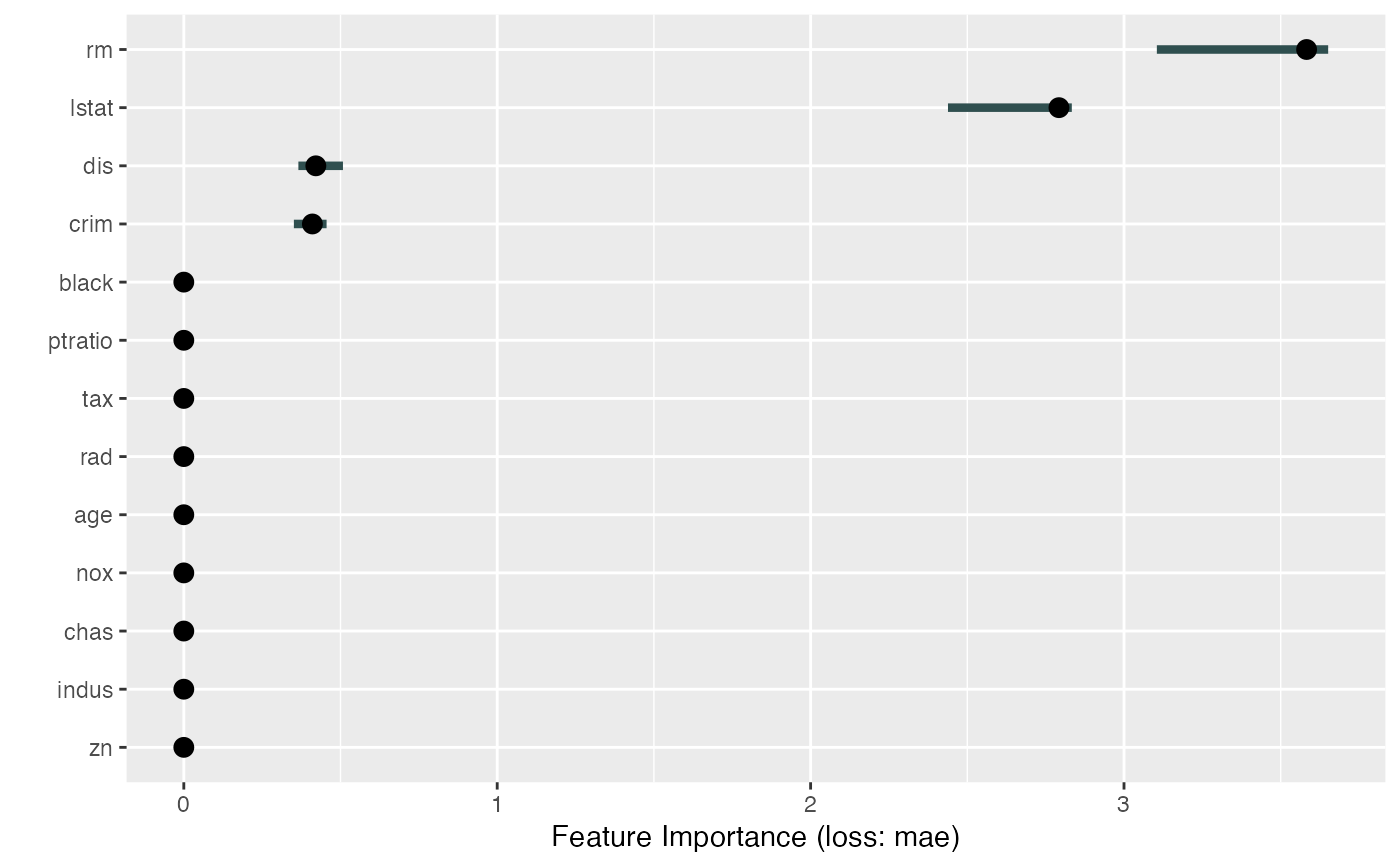 rm
lstat
dis
crim
black
ptratio
tax
rad
age
nox
chas
indus
zn
0 1 2 3
Feature Importance (loss: mae)